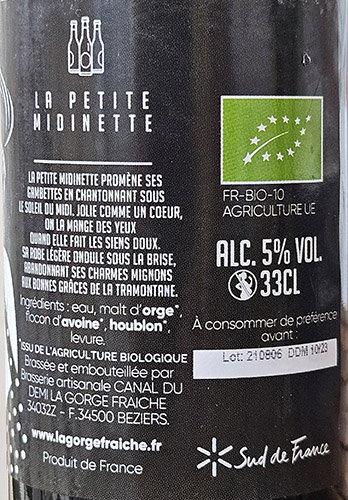 LA PETITE
MIDINETTE
LA PETITE MIDINETTE PROMÈNE SES
GAMBETTES EN CHANTONNANT SOUS
LE SOLEIL DU MIDI. JOLIE COMME UN COEUR,
ON LA MANGE DES YEUX
QUAND ELLE FAIT LES SIENS DOUX.
SA ROBE LÉGÈRE ONDULE SOUS LA BRISE,
ABANDONNANT SES CHARMES MIGNONS
AUX BONNES GRÂCES DE LA TRAMONTANE.
Ingrédients : eau, malt d'orge*,
flocon d'avoine*, houblon*,
levure.
*ISSU DE L'AGRICULTURE BIOLOGIQUE
Brassée et embouteillée par
Brasserie artisanale CANAL DU
DEMI LA GORGE FRAICHE
34032Z - F.34500 BEZIERS.
www.lagorgefraiche.fr
Produit de France
FR-BIO-10
AGRICULTURE UE
ALC. 5% VOL.
33CL
À consommer de préférence
avant :
Lot: 210806 DDM 10/23
Sud de France